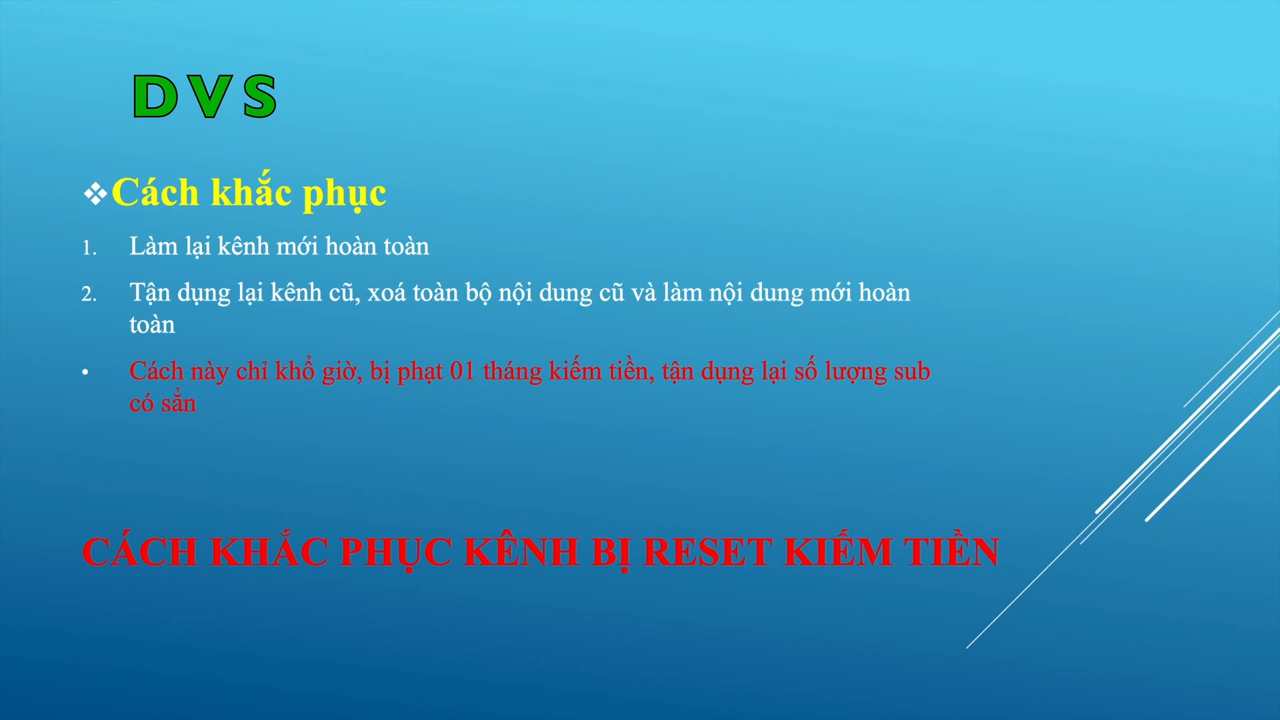 DVS
❖Cách khắc phục
1. Làm lại kênh mới hoàn toàn
2. Tận dụng lại kênh cũ, xoá toàn bộ nội dung cũ và làm nội dung mới hoàn
toàn
• Cách này chỉ khổ giờ, bị phạt 01 tháng kiếm tiền, tận dụng lại số lượng sub
có sẳn
CÁCH KHẮC PHỤC KÊNH BỊ RESET KIẾM TIỀN